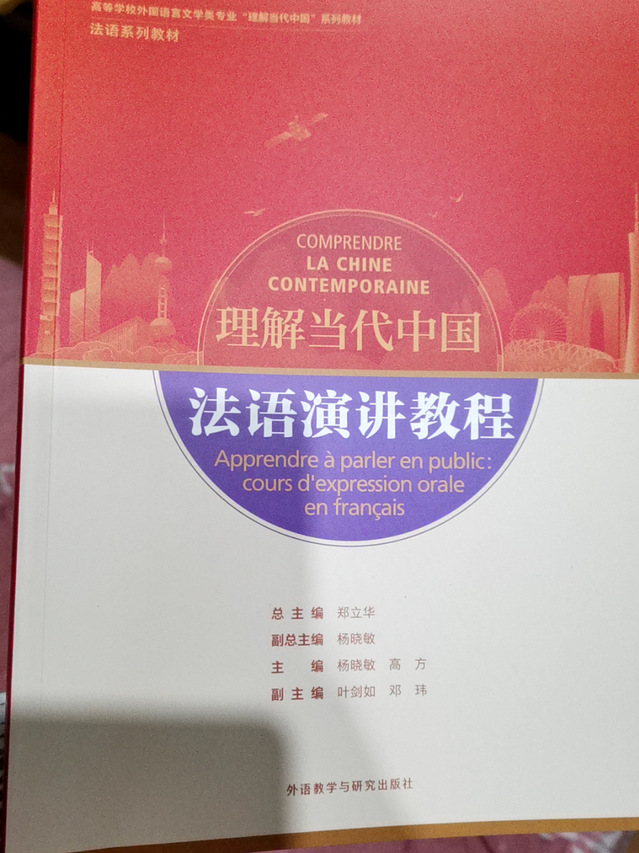 高等学校外国语言文学类专业“理解当代中国”系列教材
法语系列教材
COMPRENDRE
LA CHINE
CONTEMPORAINE
理解当代中国
法语演讲教程
Apprendre à parler en public:
cours d'expression orale
en français
总主编 郑立华
副总主编 杨晓敏
主编 杨晓敏 高方
副主编 叶剑如 邓玮
外语教学与研究出版社